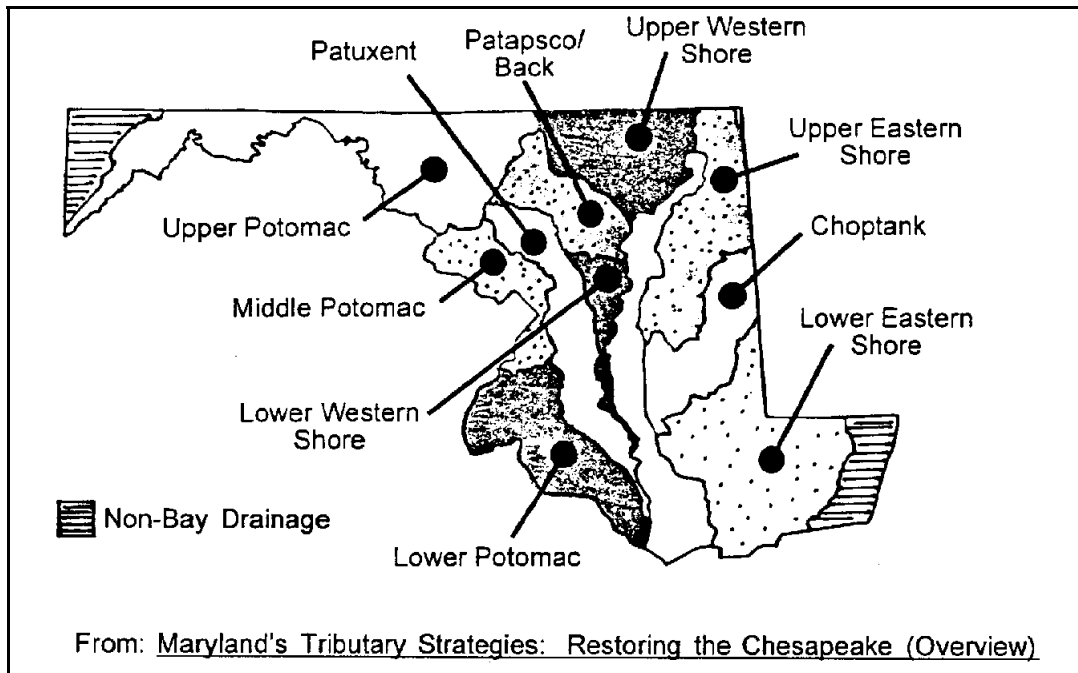 Upper Western
Shore
Patapsco/
Back
Patuxent
Upper Eastern
Shore
Upper Potomac
Choptank
Middle Potomac
Lower Eastern
Shore
Lower Western
Shore
Non-Bay Drainage
Lower Potomac
From: Maryland's Tributary Strategies: Restoring the Chesapeake (Overview)